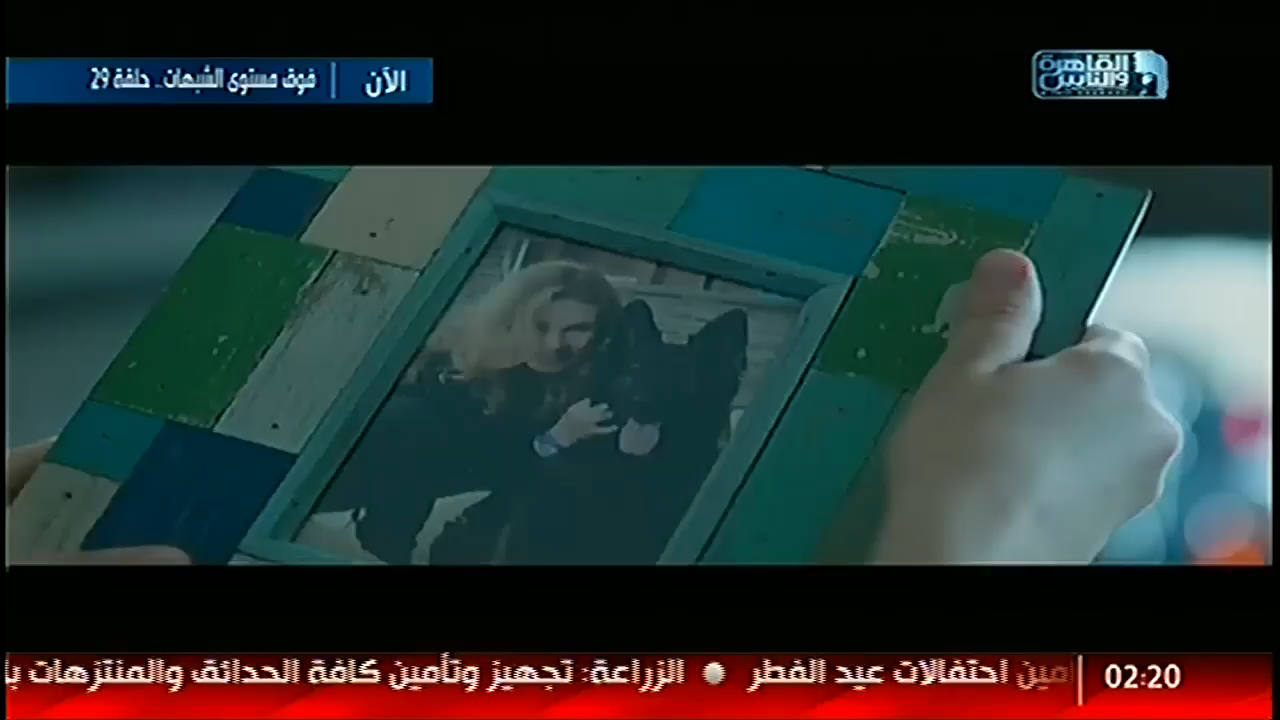 الآن | فوق مستوى الشبهات.. حلقة 29
القاهرة
والناس
02:20 | احتفالات عيد الفطر ● الزراعة: تجهيز وتأمين كافة الحدائق والمنتزهات